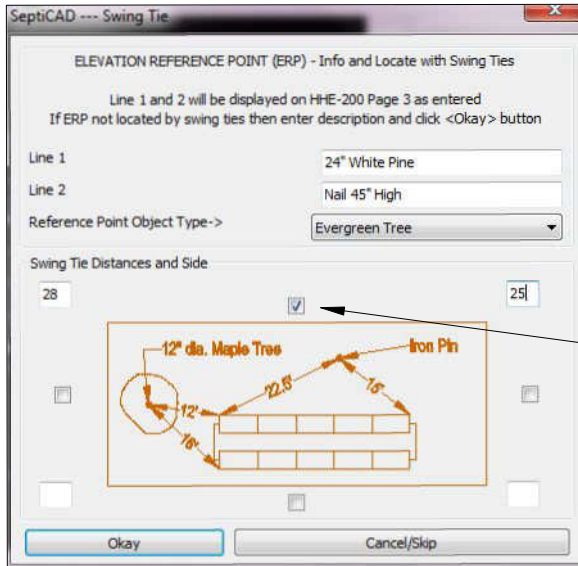 SeptiCAD --- Swing Tie
ELEVATION REFERENCE POINT (ERP) - Info and Locate with Swing Ties
Line 1 and 2 will be displayed on HHE-200 Page 3 as entered
If ERP not located by swing ties then enter description and click <Okay> button
Line 1
24" White Pine
Line 2
Nail 45" High
Reference Point Object Type->
Evergreen Tree
Swing Tie Distances and Side
28
25
12" dia. Maple Tree
Iron Pin
22.5'
15'
12'
16'
Okay
Cancel/Skip